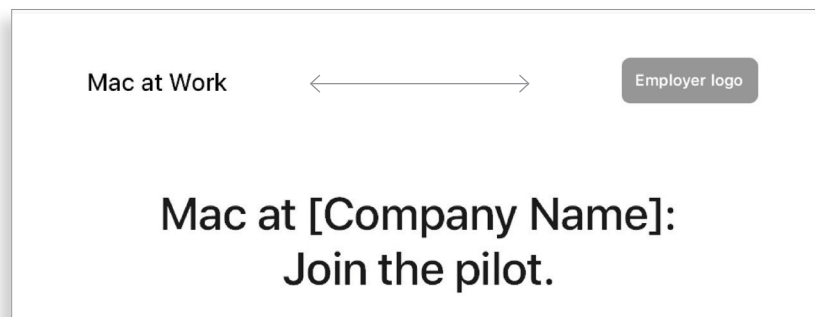 Mac at Work
Employer logo
Mac at [Company Name]:
Join the pilot.